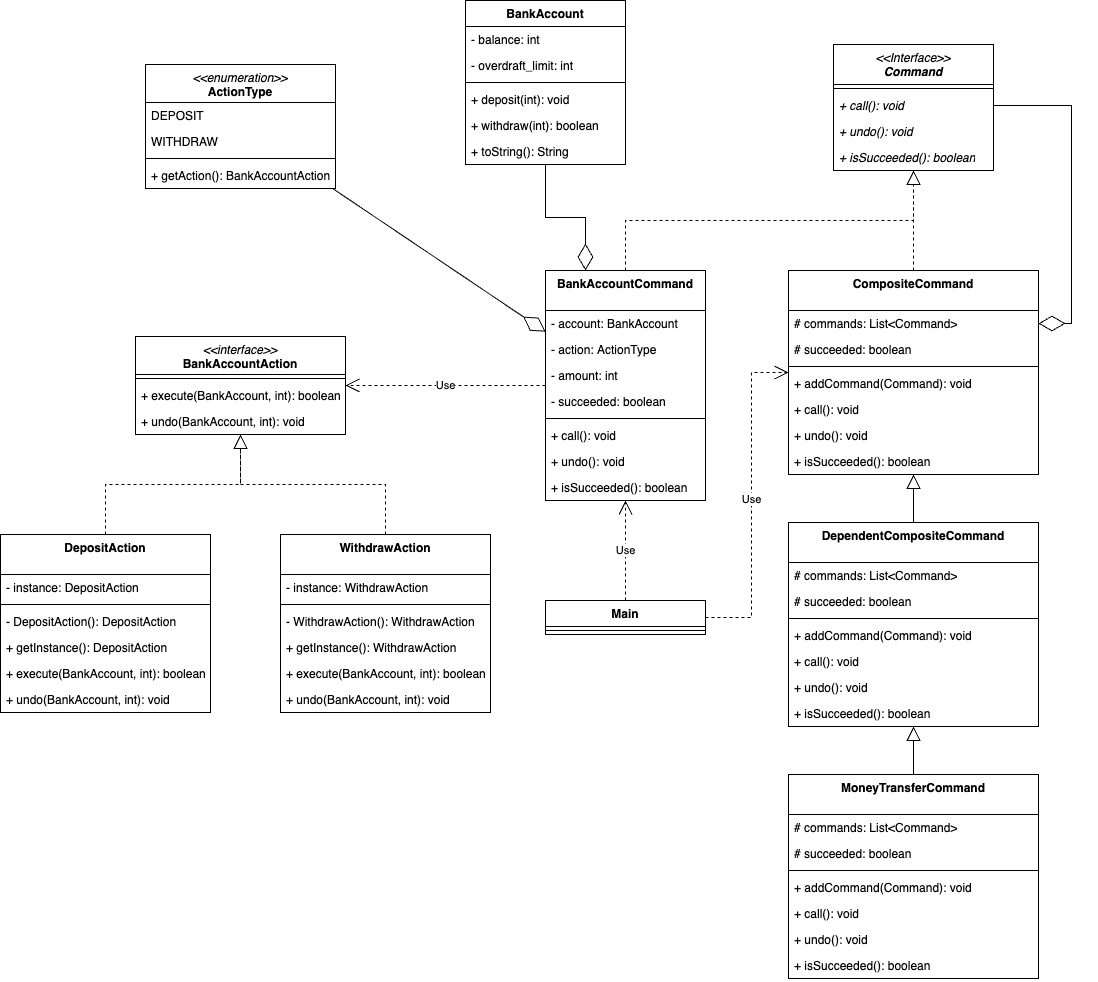 BankAccount
- balance: int
- overdraft_limit: int
+ deposit(int): void
+ withdraw(int): boolean
+ toString(): String
<<Interface>>
Command
+ call(): void
+ undo(): void
+ isSucceeded(): boolean
<<enumeration>>
ActionType
DEPOSIT
WITHDRAW
+ getAction(): BankAccountAction
BankAccountCommand
- account: BankAccount
- action: ActionType
- amount: int
- succeeded: boolean
+ call(): void
+ undo(): void
+ isSucceeded(): boolean
CompositeCommand
# commands: List<Command>
# succeeded: boolean
+ addCommand(Command): void
+ call(): void
+ undo(): void
+ isSucceeded(): boolean
<<interface>>
BankAccountAction
+ execute(BankAccount, int): boolean
+ undo(BankAccount, int): void
Use
Use
Use
DepositAction
- instance: DepositAction
- DepositAction(): DepositAction
+ getInstance(): DepositAction
+ execute(BankAccount, int): boolean
+ undo(BankAccount, int): void
WithdrawAction
- instance: WithdrawAction
- WithdrawAction(): WithdrawAction
+ getInstance(): WithdrawAction
+ execute(BankAccount, int): boolean
+ undo(BankAccount, int): void
Main
DependentCompositeCommand
# commands: List<Command>
# succeeded: boolean
+ addCommand(Command): void
+ call(): void
+ undo(): void
+ isSucceeded(): boolean
MoneyTransferCommand
# commands: List<Command>
# succeeded: boolean
+ addCommand(Command): void
+ call(): void
+ undo(): void
+ isSucceeded(): boolean